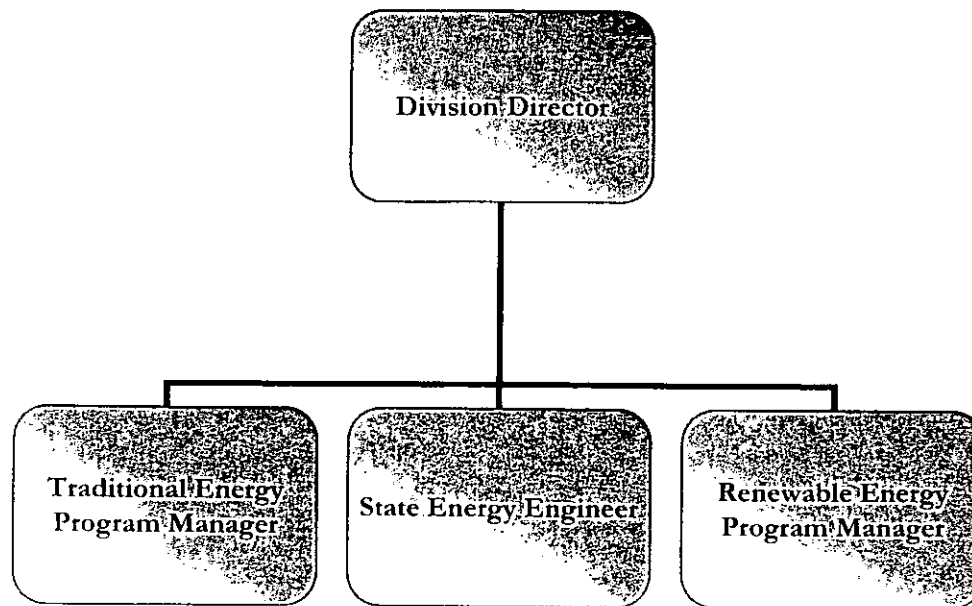 Division Director
Traditional Energy
Program Manager
State Energy Engineer
Renewable Energy
Program Manager